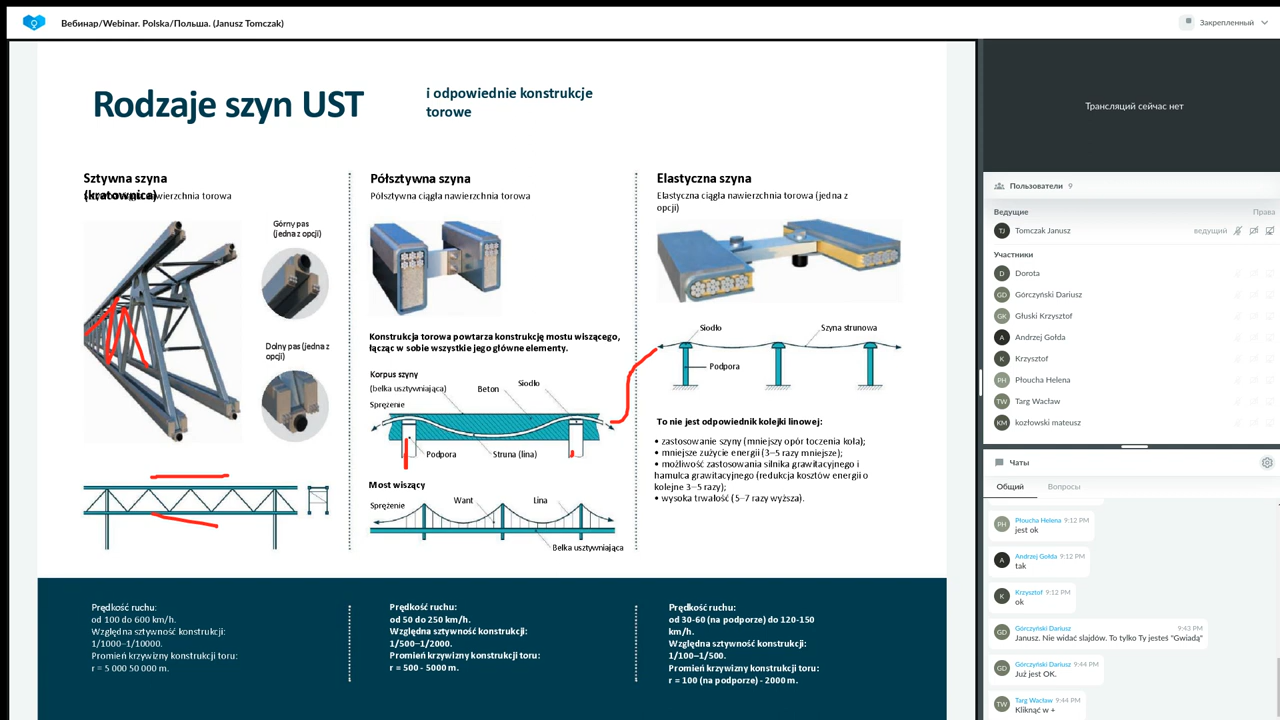 Вебинар/Webinar. Polska/Польша. (Janusz Tomczak)
Закрепленный
Rodzaje szyn UST
i odpowiednie konstrukcje
torowe
Sztywna szyna
(kratownica)
nawierzchnia torowa
Górny pas
(jedna z opcji)
Dolny pas (jedna z
opcji)
Półsztywna szyna
Półsztywna ciągła nawierzchnia torowa
Konstrukcja torowa powtarza konstrukcję mostu wiszącego,
łącząc w sobie wszystkie jego główne elementy.
Korpus szyny
(belka usztywniająca)
Beton
Siodło
Sprężenie
Podpora
Struna (lina)
Most wiszący
Sprężenie
Want
Lina
Belka usztywniająca
Elastyczna szyna
Elastyczna ciągła nawierzchnia torowa (jedna z
opcji)
Siodło
Szyna strunowa
Podpora
To nie jest odpowiednik kolejki linowej:
• zastosowanie szyny (mniejszy opór toczenia koła);
• mniejsze zużycie energii (3–5 razy mniejsze);
• możliwość zastosowania silnika grawitacyjnego i
hamulca grawitacyjnego (redukcja kosztów energii o
kolejne 3–5 razy);
• wysoka trwałość (5–7 razy wyższa).
Prędkość ruchu:
od 100 do 600 km/h.
Względna sztywność konstrukcji:
1/1000–1/10000.
Promień krzywizny konstrukcji toru:
r = 5 000 50 000 m.
Prędkość ruchu:
od 50 do 250 km/h.
Względna sztywność konstrukcji:
1/500–1/2000.
Promień krzywizny konstrukcji toru:
r = 500 - 5000 m.
Prędkość ruchu:
od 30-60 (na podporze) do 120-150
km/h.
Względna sztywność konstrukcji:
1/100–1/500.
Promień krzywizny konstrukcji toru:
r = 100 (na podporze) - 2000 m.
Трансляций сейчас нет
Пользователи 9
Ведущие
Права
TJ Tomczak Janusz ведущий
Участники
D Dorota
GD Górczyński Dariusz
GK Głuski Krzysztof
A Andrzej Gołda
K Krzysztof
PH Płoucha Helena
TW Targ Wacław
KM kozłowski mateusz
Чаты
Общий Вопросы
PH Płoucha Helena 9:12 PM
jest ok
A Andrzej Gołda 9:12 PM
tak
K Krzysztof 9:12 PM
ok
GD Górczyński Dariusz 9:43 PM
Janusz. Nie widać slajdów. To tylko Ty jesteś "Gwiadą"
GD Górczyński Dariusz 9:44 PM
Już jest OK.
TW Targ Wacław 9:44 PM
Kliknąć w +